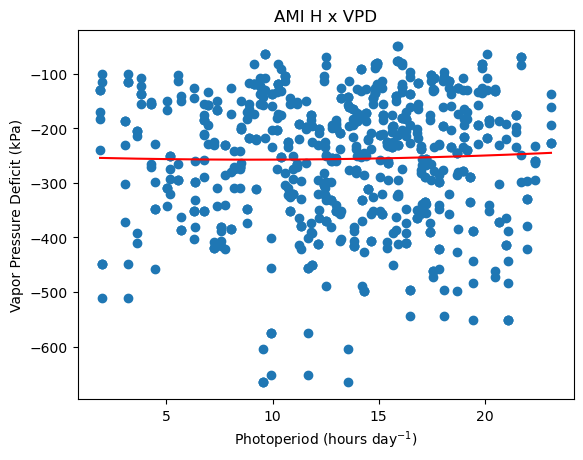 AMI H x VPD
Vapor Pressure Deficit (kPa)
−100
−200
−300
−400
−500
−600
5 10 15 20
Photoperiod (hours day⁻¹)